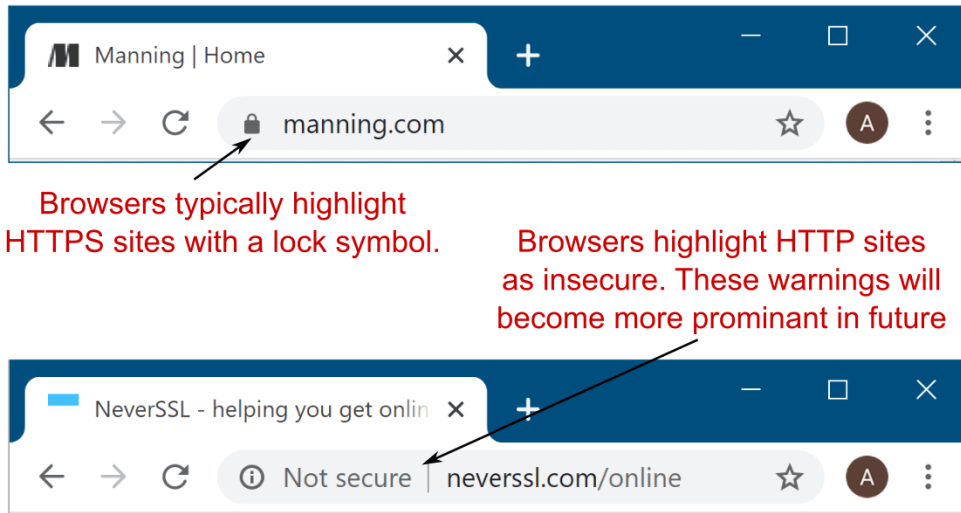 Manning | Home
manning.com
A
Browsers typically highlight
HTTPS sites with a lock symbol.
Browsers highlight HTTP sites
as insecure. These warnings will
become more prominant in future
NeverSSL - helping you get onlin
Not secure | neverssl.com/online
A